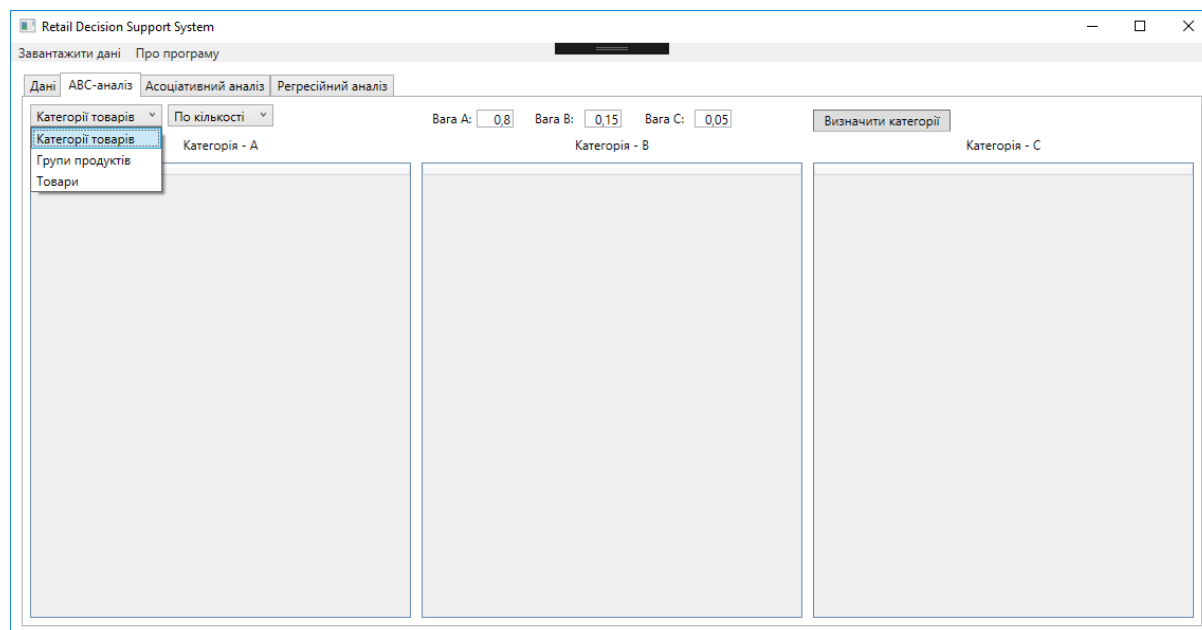 Retail Decision Support System
Завантажити дані Про програму
Дані АВС-аналіз Асоціативний аналіз Регресійний аналіз
Категорії товарів По кількості Вага А: 0,8 Вага В: 0,15 Вага С: 0,05 Визначити категорії
Категорії товарів
Категорія - А Категорія - В Категорія - С
Групи продуктів
Товари